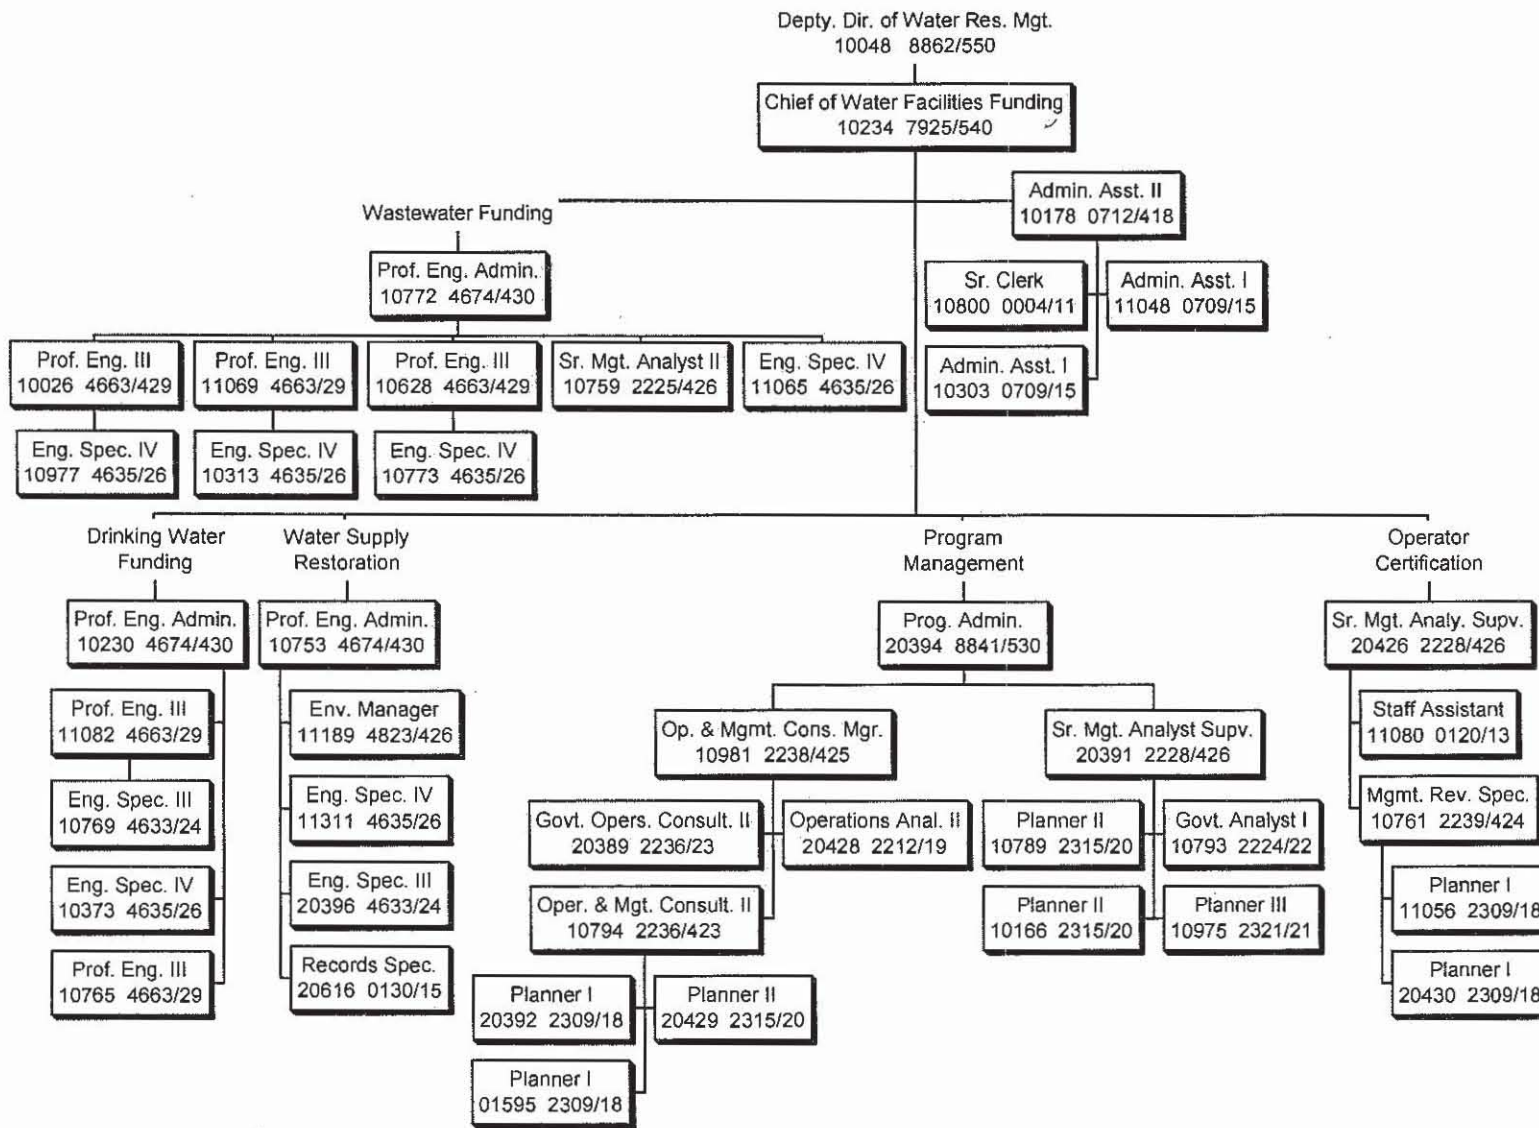 Depty. Dir. of Water Res. Mgt.
10048 8862/550
Chief of Water Facilities Funding
10234 7925/540
Admin. Asst. II
10178 0712/418
Sr. Clerk
10800 0004/11
Admin. Asst. I
11048 0709/15
Admin. Asst. I
10303 0709/15
Wastewater Funding
Prof. Eng. Admin.
10772 4674/430
Prof. Eng. III
10026 4663/429
Prof. Eng. III
11069 4663/29
Prof. Eng. III
10628 4663/429
Sr. Mgt. Analyst II
10759 2225/426
Eng. Spec. IV
11065 4635/26
Eng. Spec. IV
10977 4635/26
Eng. Spec. IV
10313 4635/26
Eng. Spec. IV
10773 4635/26
Drinking Water
Funding
Prof. Eng. Admin.
10230 4674/430
Prof. Eng. III
11082 4663/29
Eng. Spec. III
10769 4633/24
Eng. Spec. IV
10373 4635/26
Prof. Eng. III
10765 4663/29
Water Supply
Restoration
Prof. Eng. Admin.
10753 4674/430
Env. Manager
11189 4823/426
Eng. Spec. IV
11311 4635/26
Eng. Spec. III
20396 4633/24
Records Spec.
20616 0130/15
Program
Management
Prog. Admin.
20394 8841/530
Op. & Mgmt. Cons. Mgr.
10981 2238/425
Govt. Opers. Consult. II
20389 2236/23
Operations Anal. II
20428 2212/19
Oper. & Mgt. Consult. II
10794 2236/423
Planner I
20392 2309/18
Planner II
20429 2315/20
Planner I
01595 2309/18
Sr. Mgt. Analyst Supv.
20391 2228/426
Planner II
10789 2315/20
Govt. Analyst I
10793 2224/22
Planner II
10166 2315/20
Planner III
10975 2321/21
Operator
Certification
Sr. Mgt. Analy. Supv.
20426 2228/426
Staff Assistant
11080 0120/13
Mgmt. Rev. Spec.
10761 2239/424
Planner I
11056 2309/18
Planner I
20430 2309/18